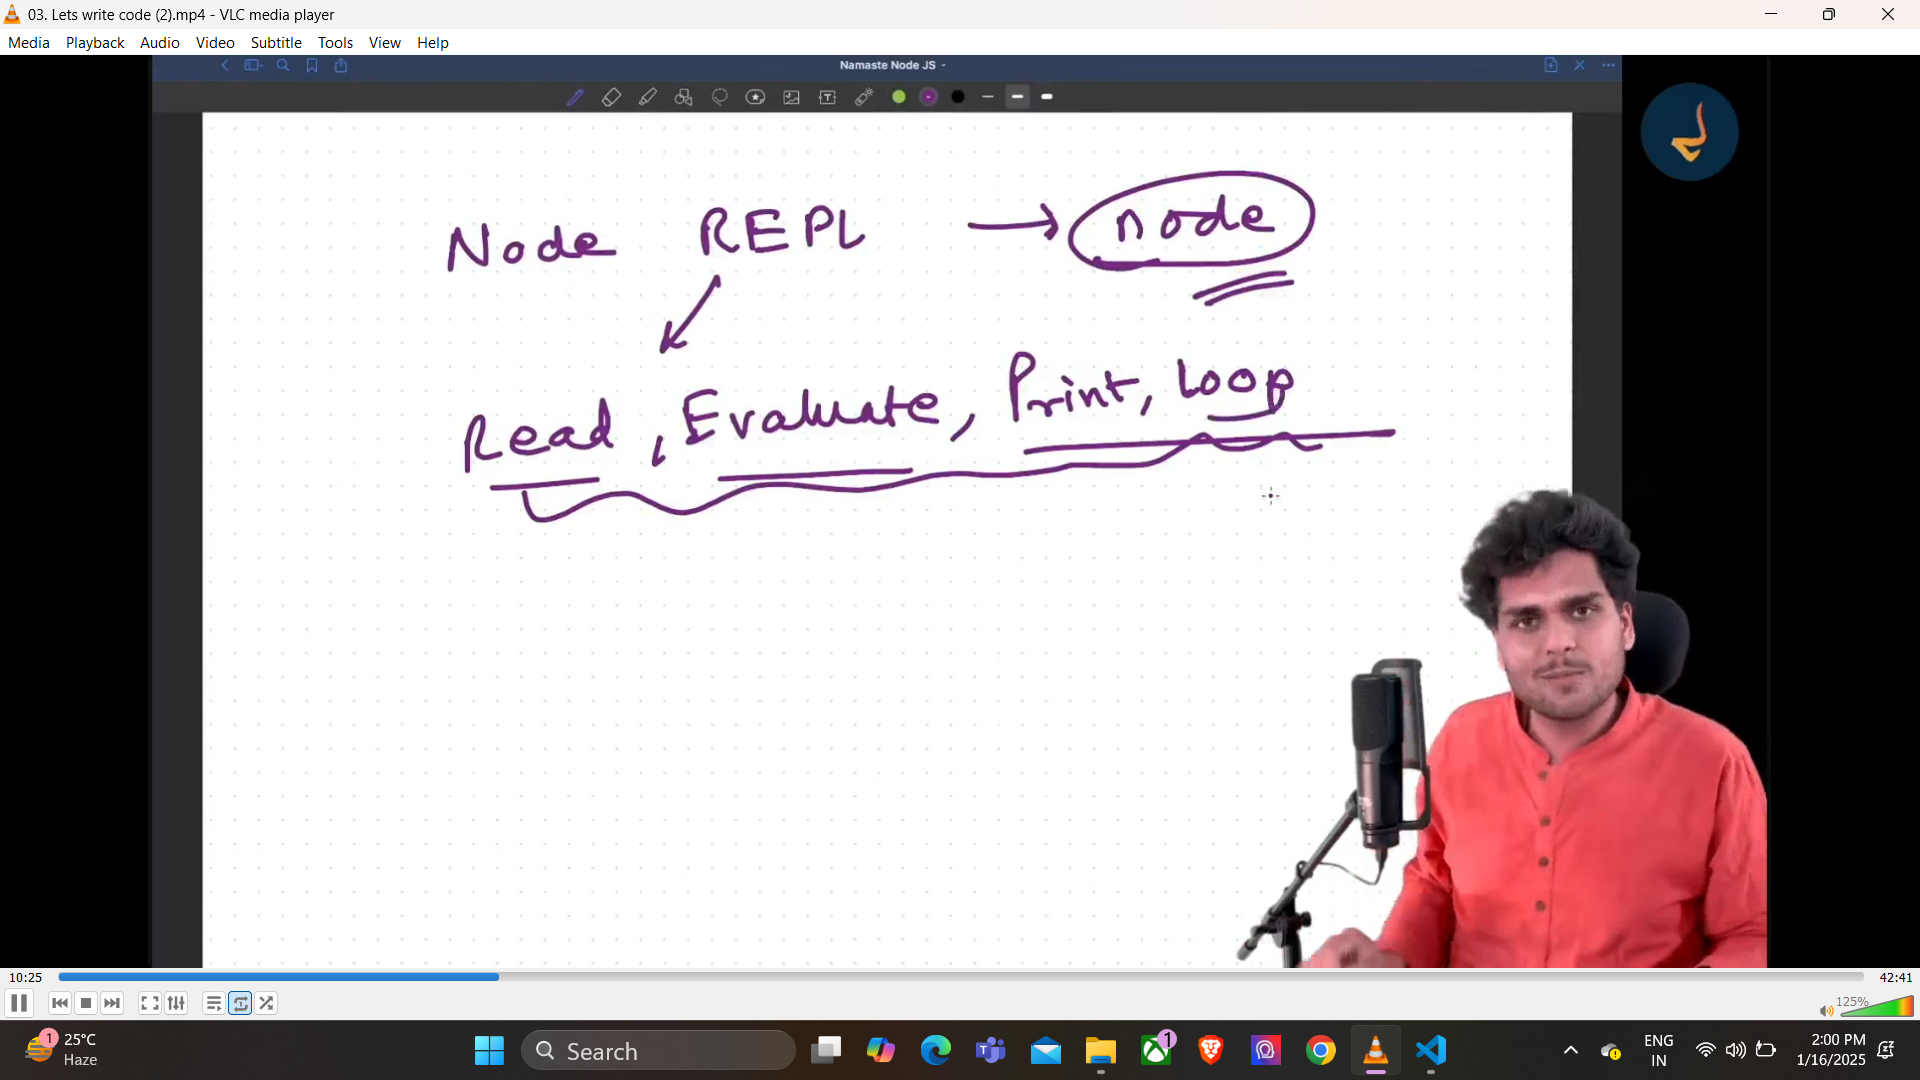 03. Lets write code (2).mp4 - VLC media player
Media Playback Audio Video Subtitle Tools View Help
Namaste Node JS
Node REPL → node
Read, Evaluate, Print, Loop
10:25 42:41
125%
1 25°C
Haze
Search
1
ENG
IN
2:00 PM
1/16/2025